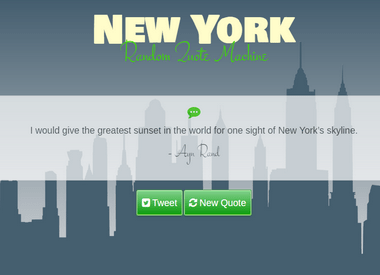 New York
Random Quote Machine
I would give the greatest sunset in the world for one sight of New York's skyline.
- Ayn Rand
Tweet
New Quote